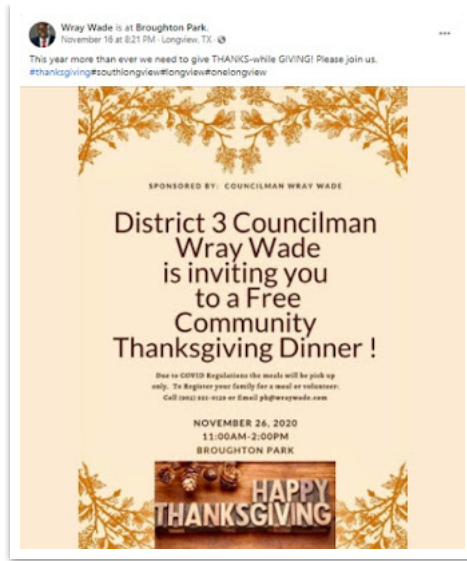 Wray Wade is at Broughton Park.
November 16 at 8:21 PM · Longview, TX ·
This year more than ever we need to give THANKS-while GIVING! Please join us.
#thanksgiving#southlongview#longview#onelongview
SPONSORED BY: COUNCILMAN WRAY WADE
District 3 Councilman
Wray Wade
is inviting you
to a Free
Community
Thanksgiving Dinner !
Due to COVID Regulations the meals will be pick up
only. To Register your family for a meal or volunteer:
Call or Email
NOVEMBER 26, 2020
11:00AM-2:00PM
BROUGHTON PARK
HAPPY
THANKSGIVING